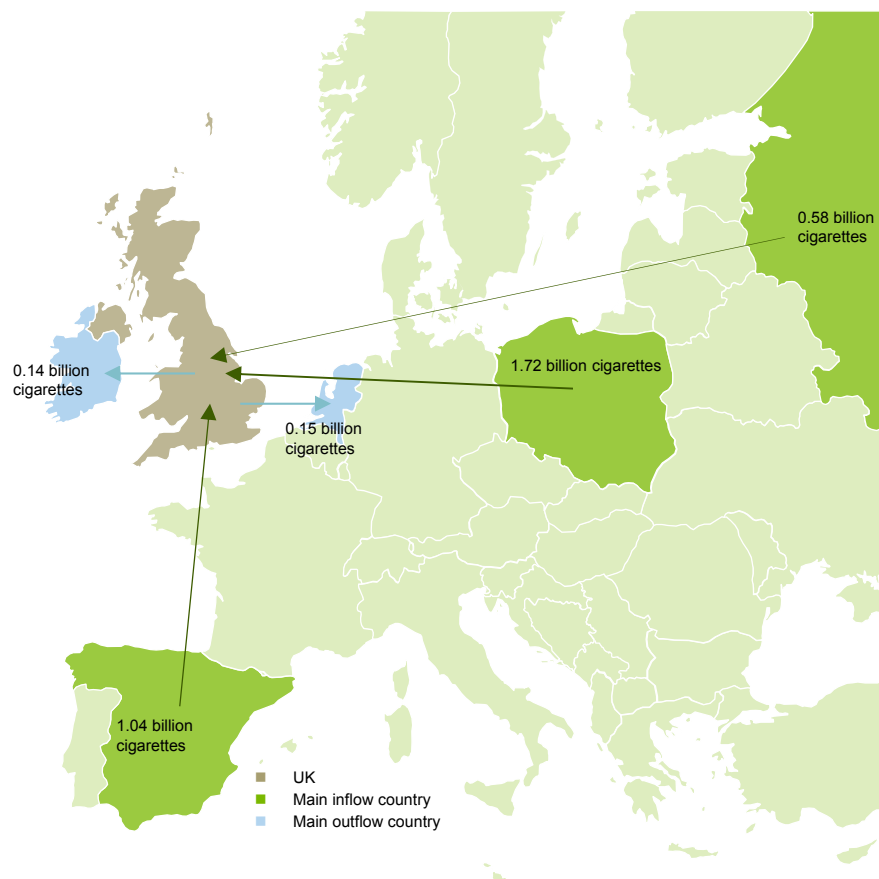 0.58 billion
cigarettes
1.72 billion cigarettes
0.14 billion
cigarettes
0.15 billion
cigarettes
1.04 billion
cigarettes
UK
Main inflow country
Main outflow country